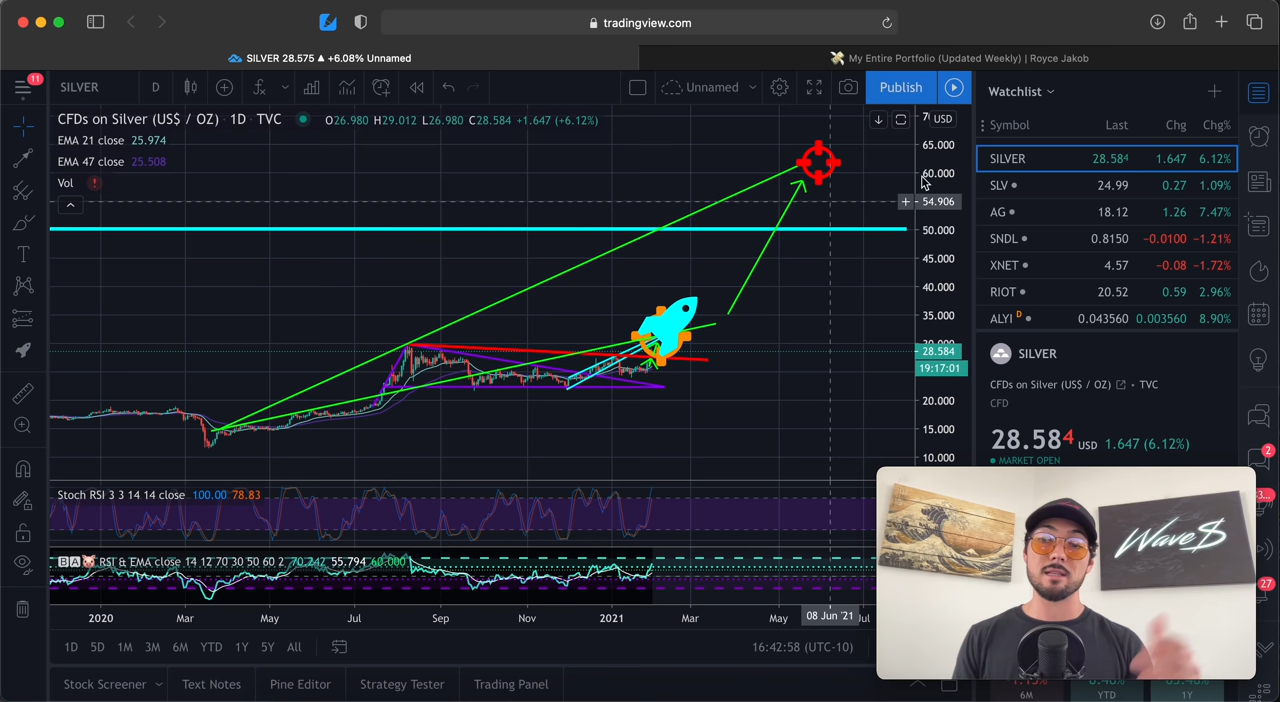 tradingview.com
SILVER 28.575 ▲ +6.08% Unnamed
My Entire Portfolio (Updated Weekly) | Royce Jakob
11
SILVER
D
Unnamed
Publish
Watchlist
CFDs on Silver (US$ / OZ) · 1D · TVC
O26.980 H29.012 L26.980 C28.584 +1.647 (+6.12%)
USD
EMA 21 close 25.974
EMA 47 close 25.508
Vol
65.000
60.000
54.906
50.000
45.000
40.000
35.000
28.584
19:17:01
20.000
15.000
10.000
Symbol Last Chg Chg%
SILVER 28.584 1.647 6.12%
SLV 24.99 0.27 1.09%
AG 18.12 1.26 7.47%
SNDL 0.8150 -0.0100 -1.21%
XNET 4.57 -0.08 -1.72%
RIOT 20.52 0.59 2.96%
ALYI D 0.043560 0.003560 8.90%
SILVER
CFDs on Silver (US$ / OZ) • TVC
CFD
28.584 USD 1.647 (6.12%)
MARKET OPEN
2
27
Stoch RSI 3 3 14 14 close 100.00 78.83
BA RSI & EMA close 14 12 70 30 50 60 2 70.242 55.794 60.000
Wave$
2020 Mar May Jul Sep Nov 2021 Mar May 08 Jun '21 Jul
1D 5D 1M 3M 6M YTD 1Y 5Y All
16:42:58 (UTC-10)
Stock Screener Text Notes Pine Editor Strategy Tester Trading Panel
6M YTD 1Y